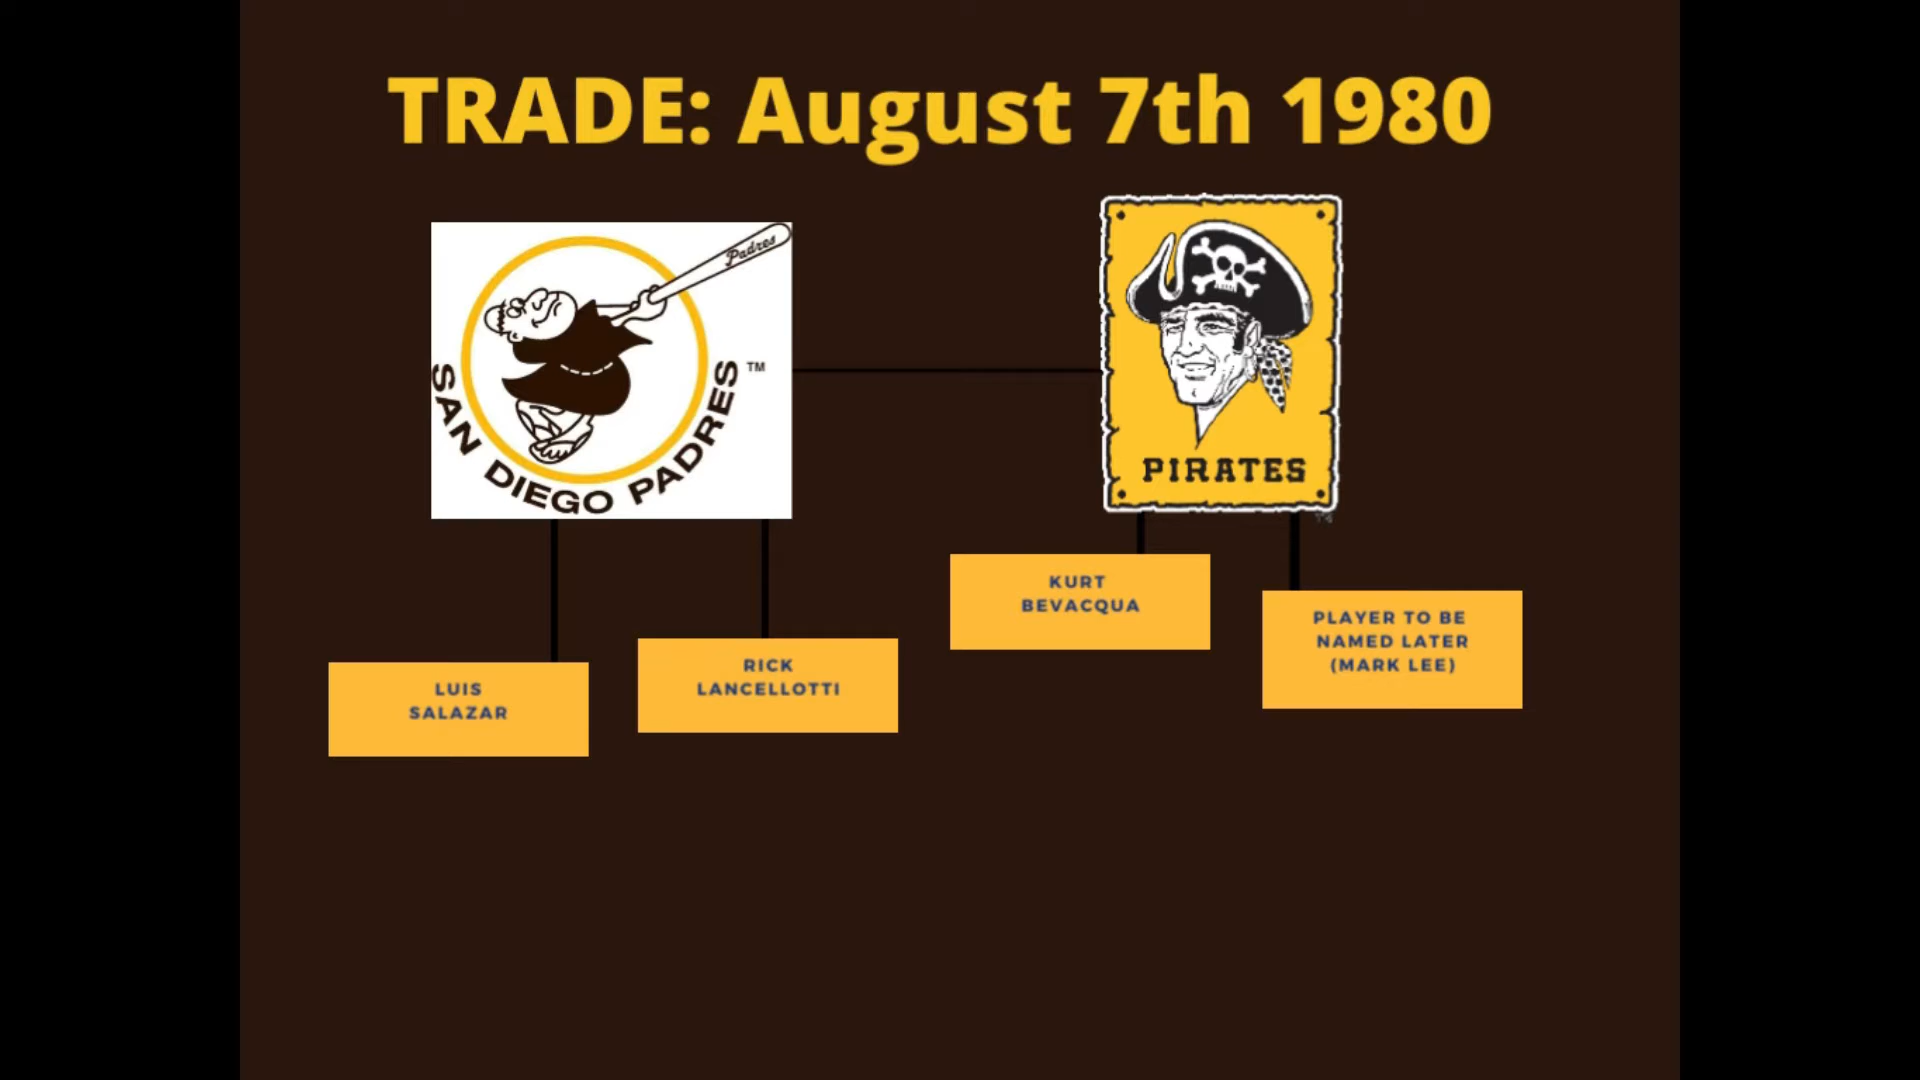 TRADE: August 7th 1980
Padres
SAN DIEGO PADRES ™
PIRATES
KURT
BEVACQUA
PLAYER TO BE
NAMED LATER
(MARK LEE)
RICK
LANCELLOTTI
LUIS
SALAZAR